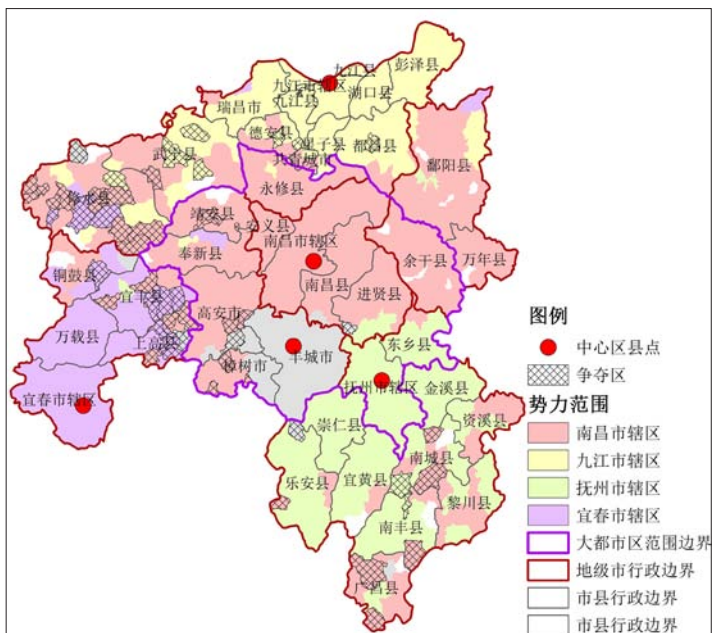 彭泽县
九江县
九江市辖区
湖口县
九江县
瑞昌市
德安县
星子县
都昌县
共青城市
武宁县
鄱阳县
永修县
修水县
靖安县
安义县
南昌市辖区
奉新县
余干县
万年县
铜鼓县
宜丰县
南昌县
进贤县
高安市
万载县
上高县
东乡县
丰城市
樟树市
宜春市辖区
抚州市辖区
金溪县
崇仁县
资溪县
南城县
乐安县
宜黄县
黎川县
南丰县
广昌县
图例
中心区县点
争夺区
势力范围
南昌市辖区
九江市辖区
抚州市辖区
宜春市辖区
大都市区范围边界
地级市行政边界
市县行政边界
市县行政边界